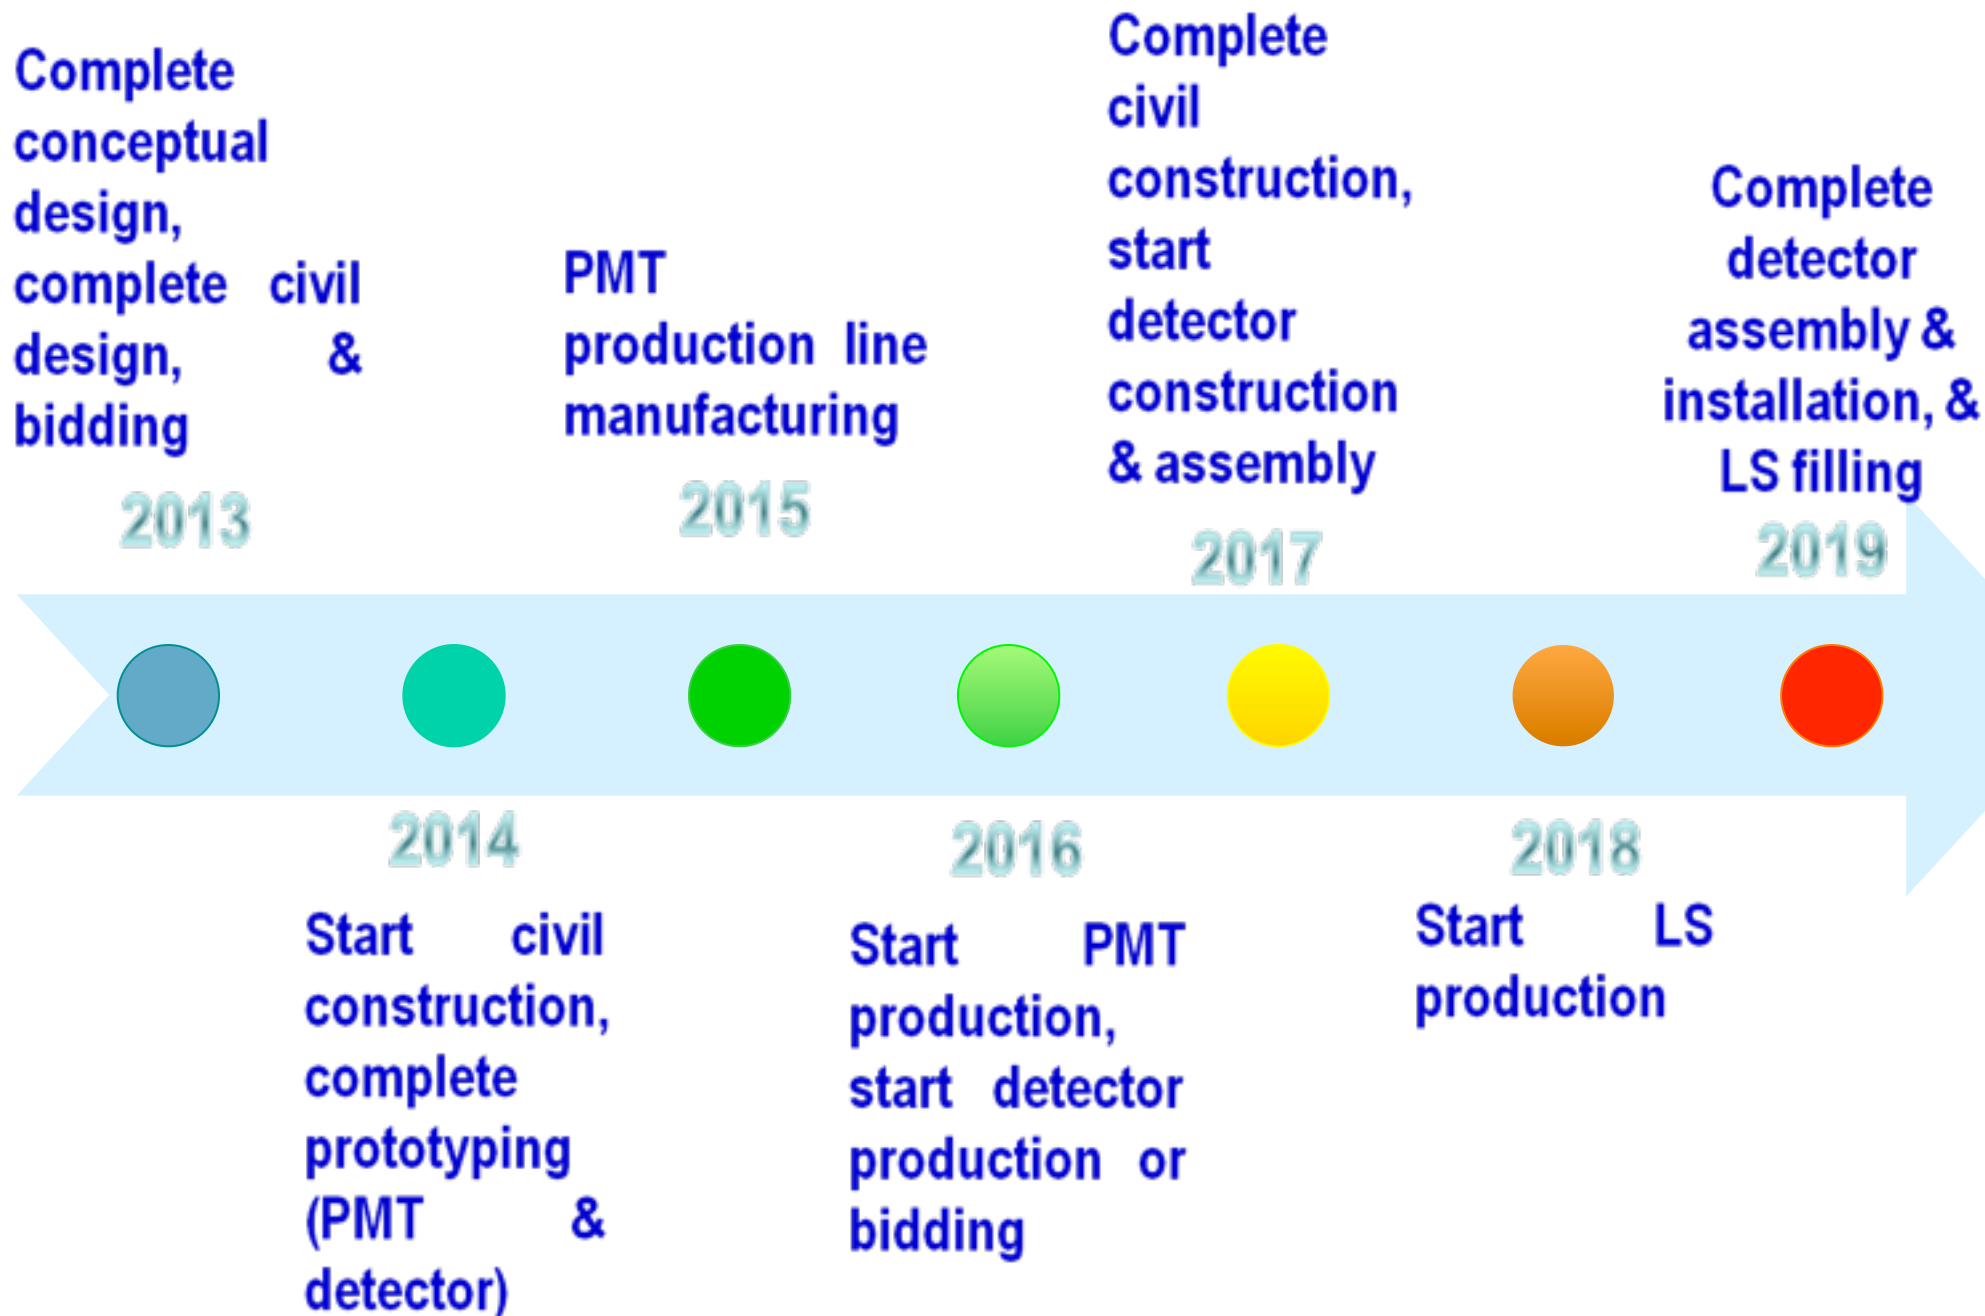 Complete
conceptual
design,
complete civil
design, &
bidding
2013
PMT
production line
manufacturing
2015
Complete
civil
construction,
start
detector
construction
& assembly
2017
Complete
detector
assembly &
installation, &
LS filling
2019
2014
Start civil
construction,
complete
prototyping
(PMT &
detector)
2016
Start PMT
production,
start detector
production or
bidding
2018
Start LS
production